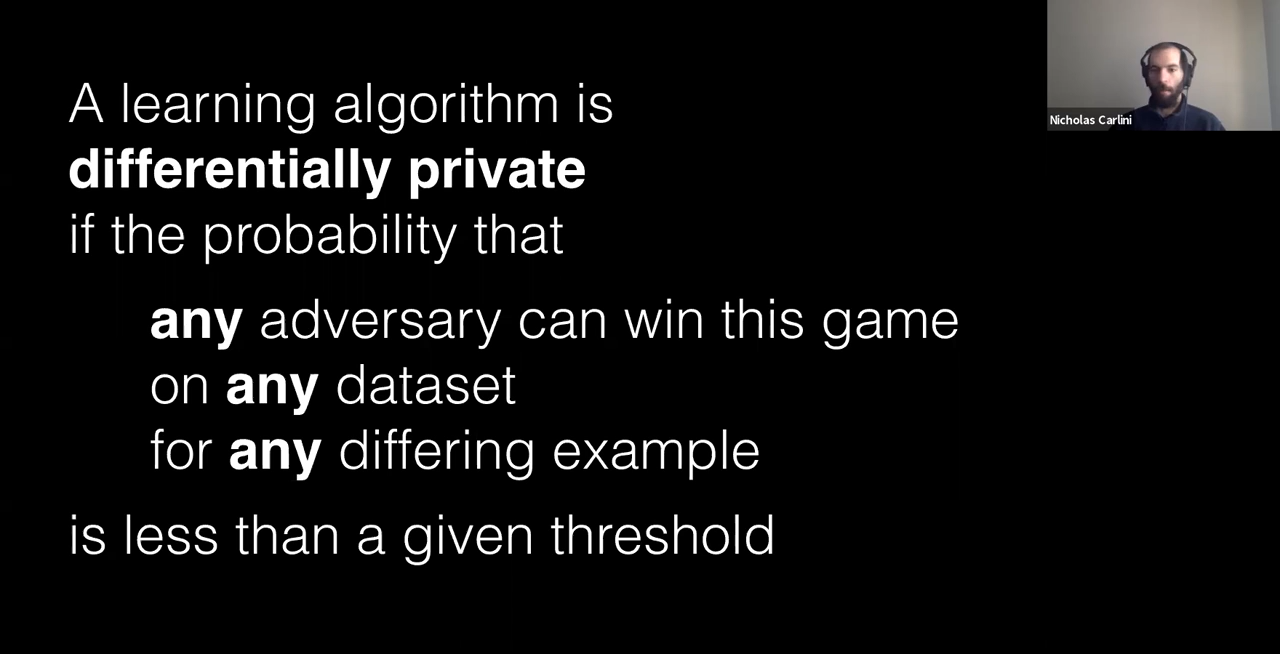 A learning algorithm is
differentially private
if the probability that
any adversary can win this game
on any dataset
for any differing example
is less than a given threshold
Nicholas Carlini